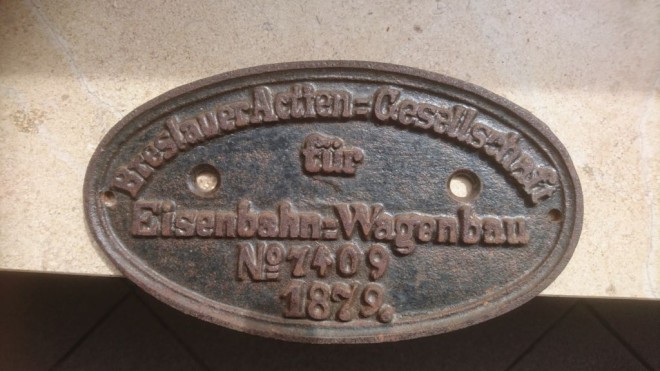 Breslauer Actien=Gesellschaft
für
Eisenbahn=Wagenbau
No 7409
1879.